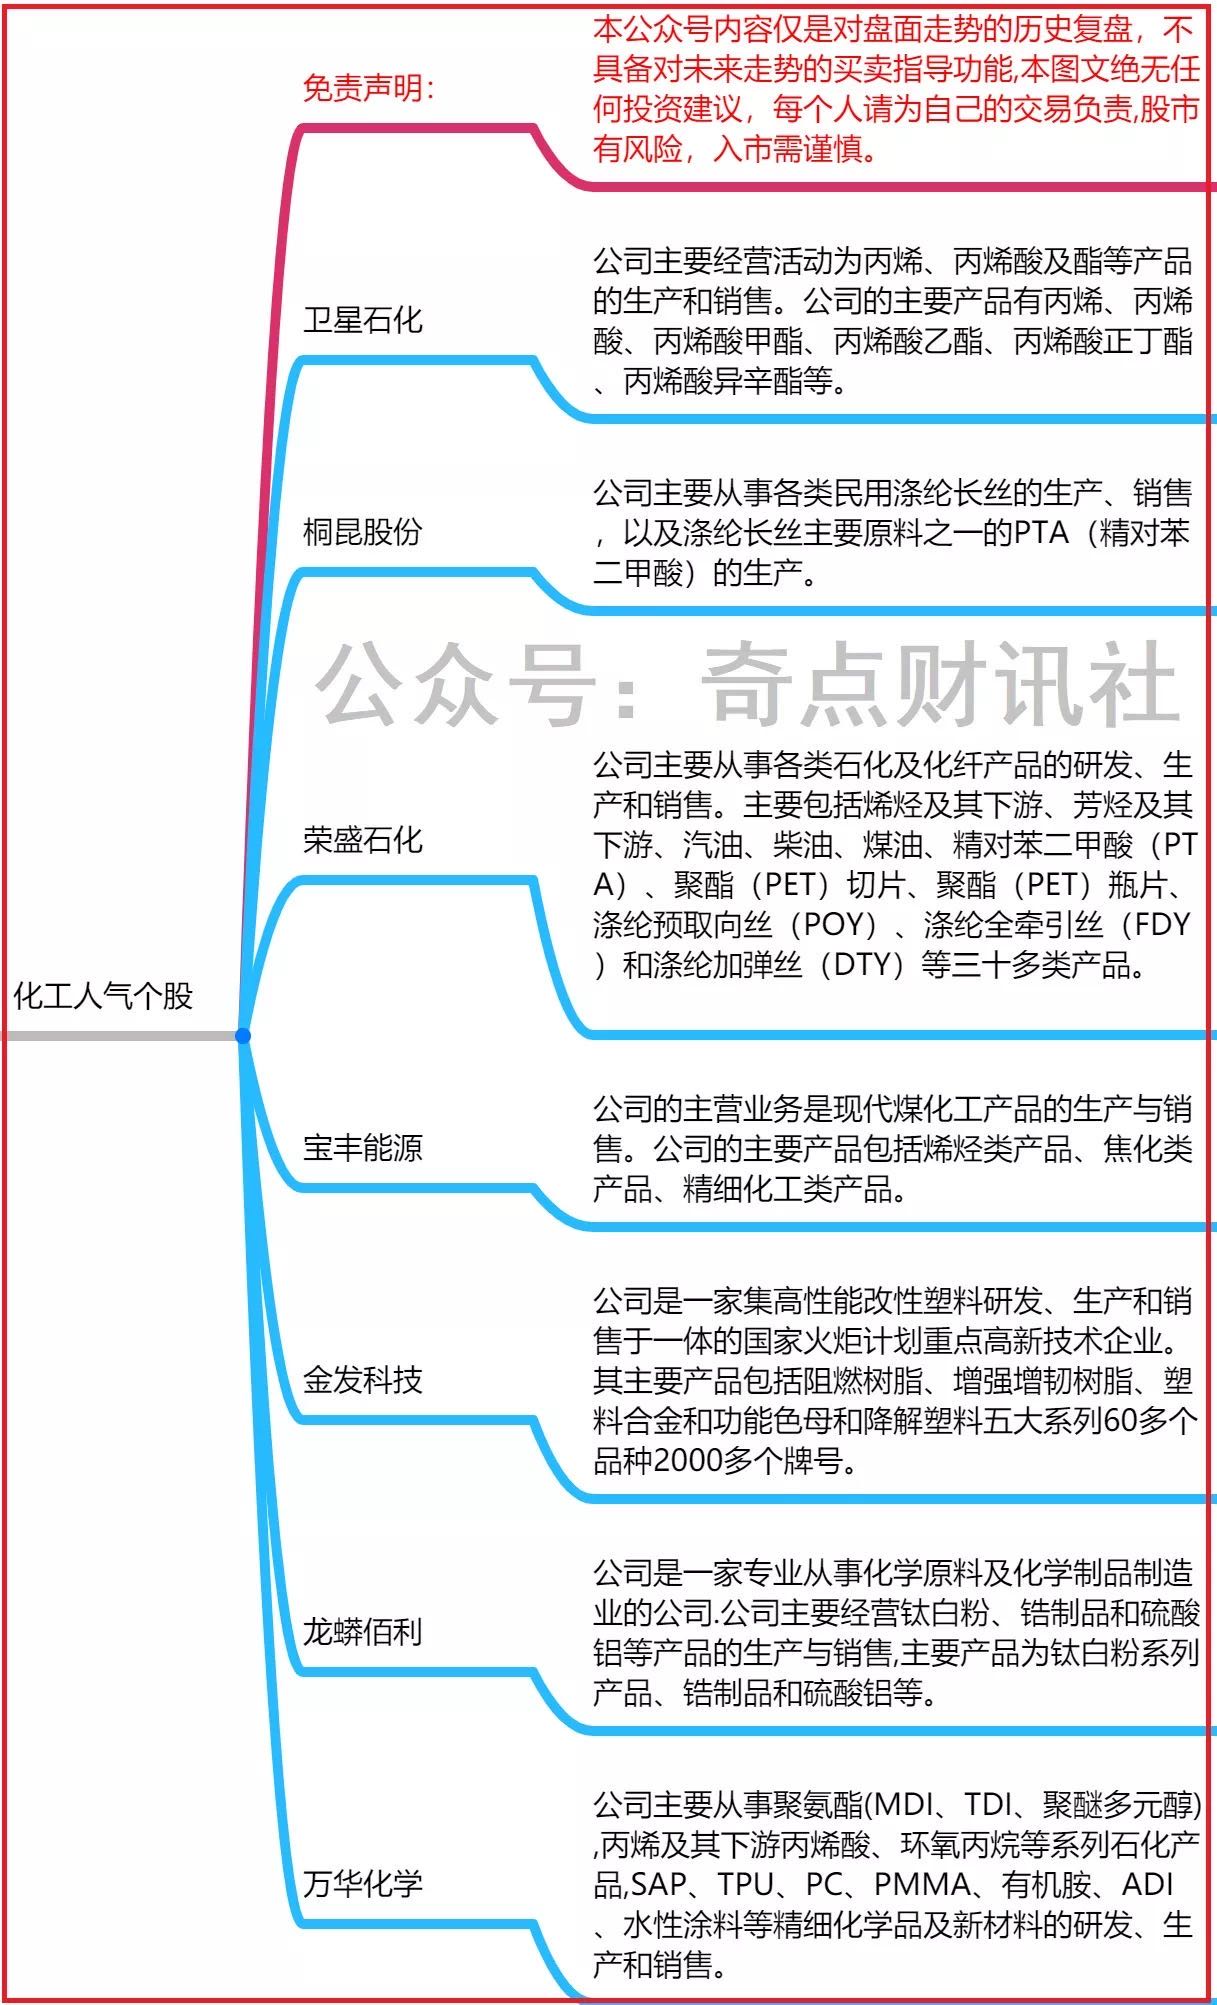 本公众号内容仅是对盘面走势的历史复盘，不
具备对未来走势的买卖指导功能,本图文绝无任
何投资建议，每个人请为自己的交易负责,股市
有风险，入市需谨慎。
免责声明：
公司主要经营活动为丙烯、丙烯酸及酯等产品
的生产和销售。公司的主要产品有丙烯、丙烯
酸、丙烯酸甲酯、丙烯酸乙酯、丙烯酸正丁酯
、丙烯酸异辛酯等。
卫星石化
公司主要从事各类民用涤纶长丝的生产、销售
，以及涤纶长丝主要原料之一的PTA（精对苯
二甲酸）的生产。
桐昆股份
公众号：奇点财讯社
公司主要从事各类石化及化纤产品的研发、生
产和销售。主要包括烯烃及其下游、芳烃及其
下游、汽油、柴油、煤油、精对苯二甲酸（PT
A）、聚酯（PET）切片、聚酯（PET）瓶片、
涤纶预取向丝（POY）、涤纶全牵引丝（FDY
）和涤纶加弹丝（DTY）等三十多类产品。
荣盛石化
化工人气个股
公司的主营业务是现代煤化工产品的生产与销
售。公司的主要产品包括烯烃类产品、焦化类
产品、精细化工类产品。
宝丰能源
公司是一家集高性能改性塑料研发、生产和销
售于一体的国家火炬计划重点高新技术企业。
其主要产品包括阻燃树脂、增强增韧树脂、塑
料合金和功能色母和降解塑料五大系列60多个
品种2000多个牌号。
金发科技
公司是一家专业从事化学原料及化学制品制造
业的公司.公司主要经营钛白粉、锆制品和硫酸
铝等产品的生产与销售,主要产品为钛白粉系列
产品、锆制品和硫酸铝等。
龙蟒佰利
公司主要从事聚氨酯(MDI、TDI、聚醚多元醇)
,丙烯及其下游丙烯酸、环氧丙烷等系列石化产
品,SAP、TPU、PC、PMMA、有机胺、ADI
、水性涂料等精细化学品及新材料的研发、生
产和销售。
万华化学